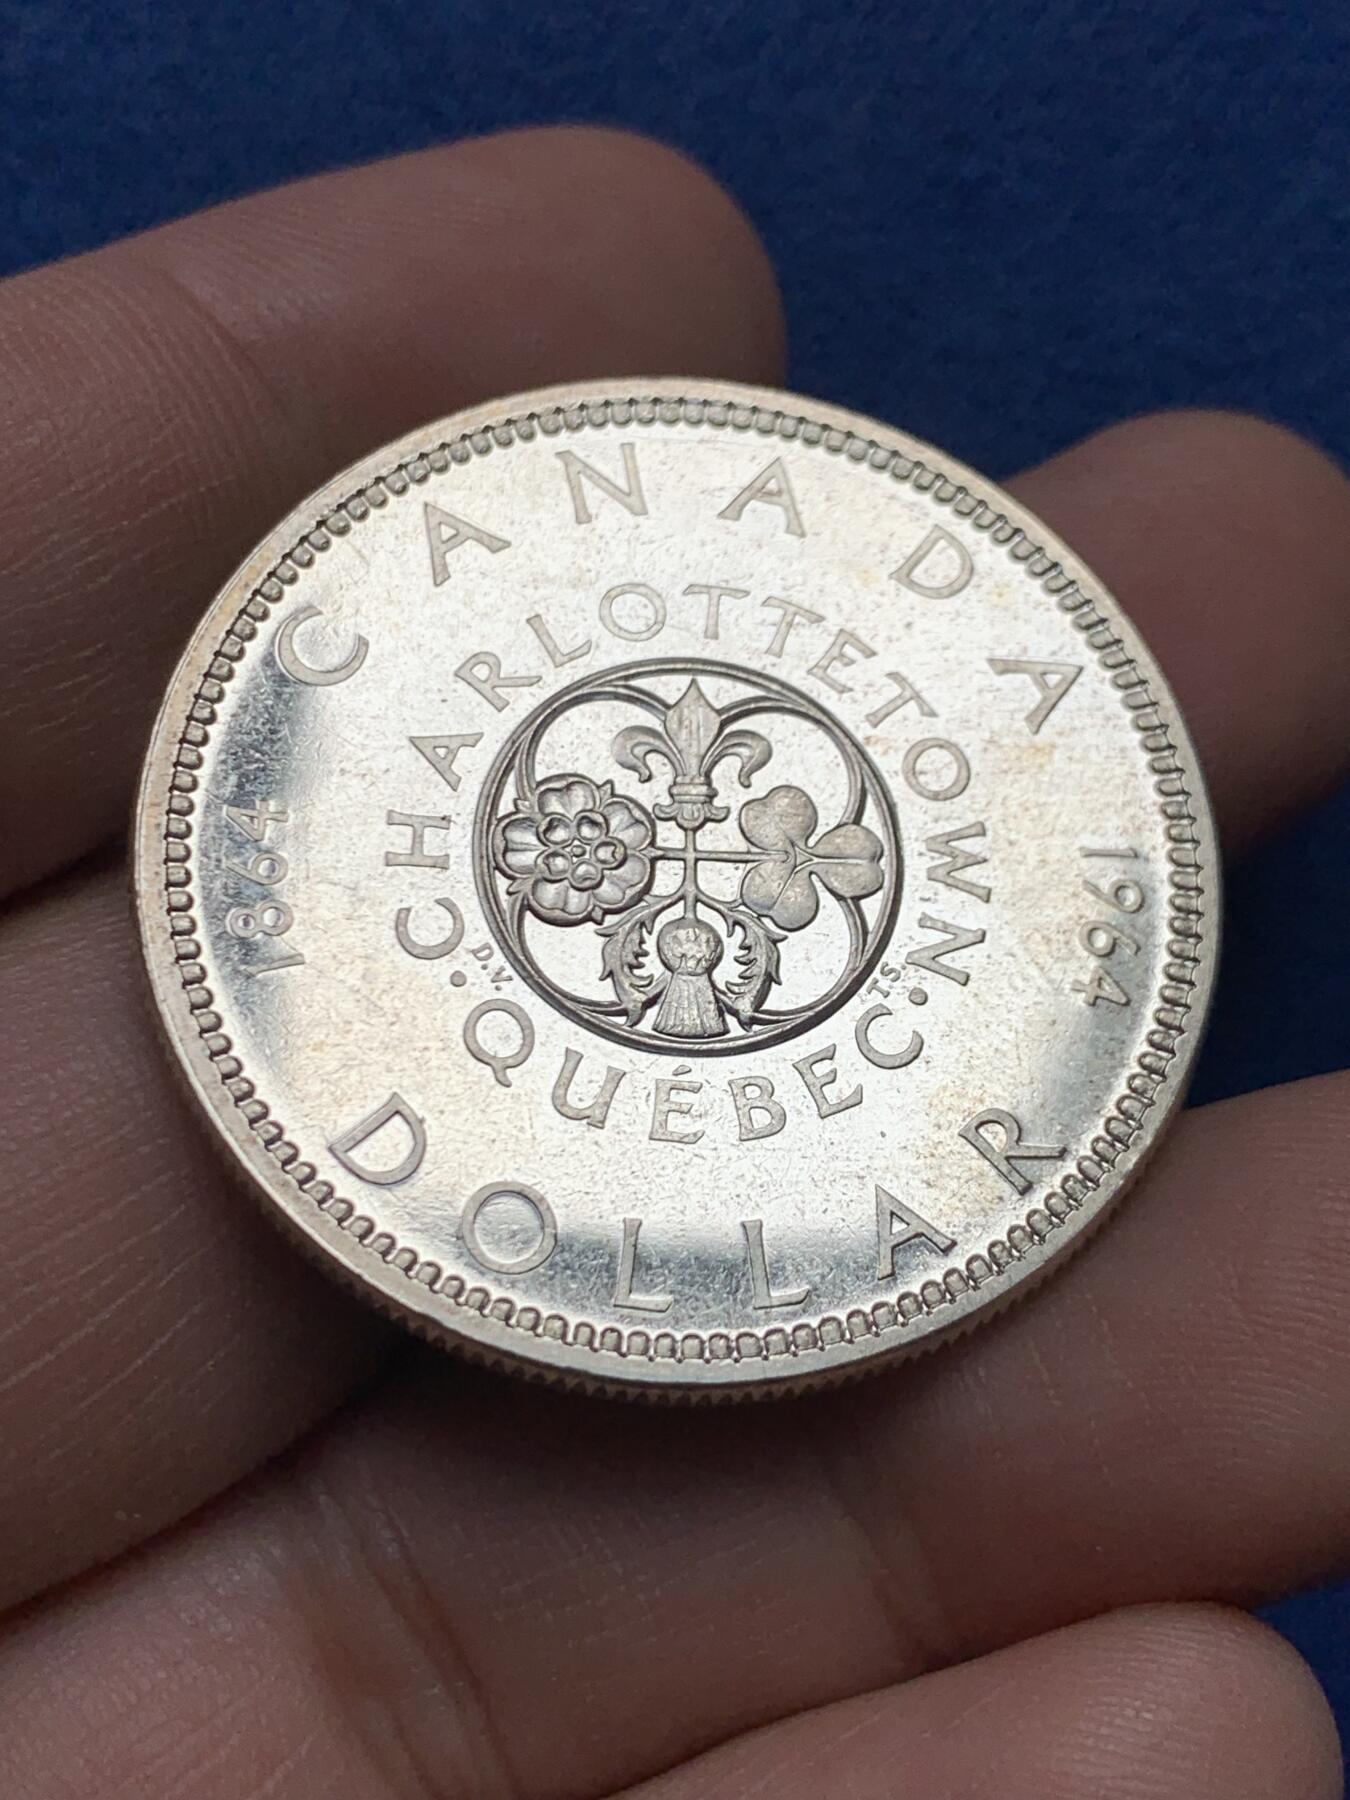 CANADA
CHARLOTTETOWN
1864
1964
D.V.
T.S.
•QUÉBEC•
DOLLAR